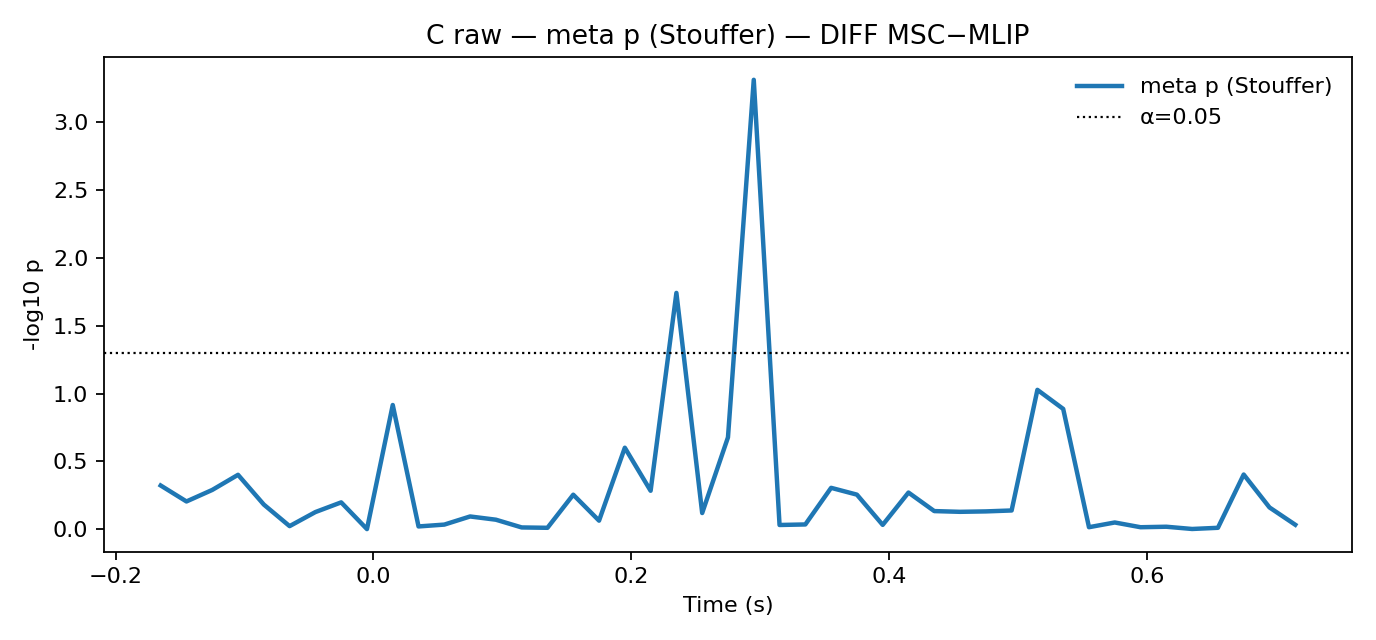 C raw — meta p (Stouffer) — DIFF MSC−MLIP
meta p (Stouffer)
α=0.05
-log10 p
3.0
2.5
2.0
1.5
1.0
0.5
0.0
−0.2 0.0 0.2 0.4 0.6
Time (s)